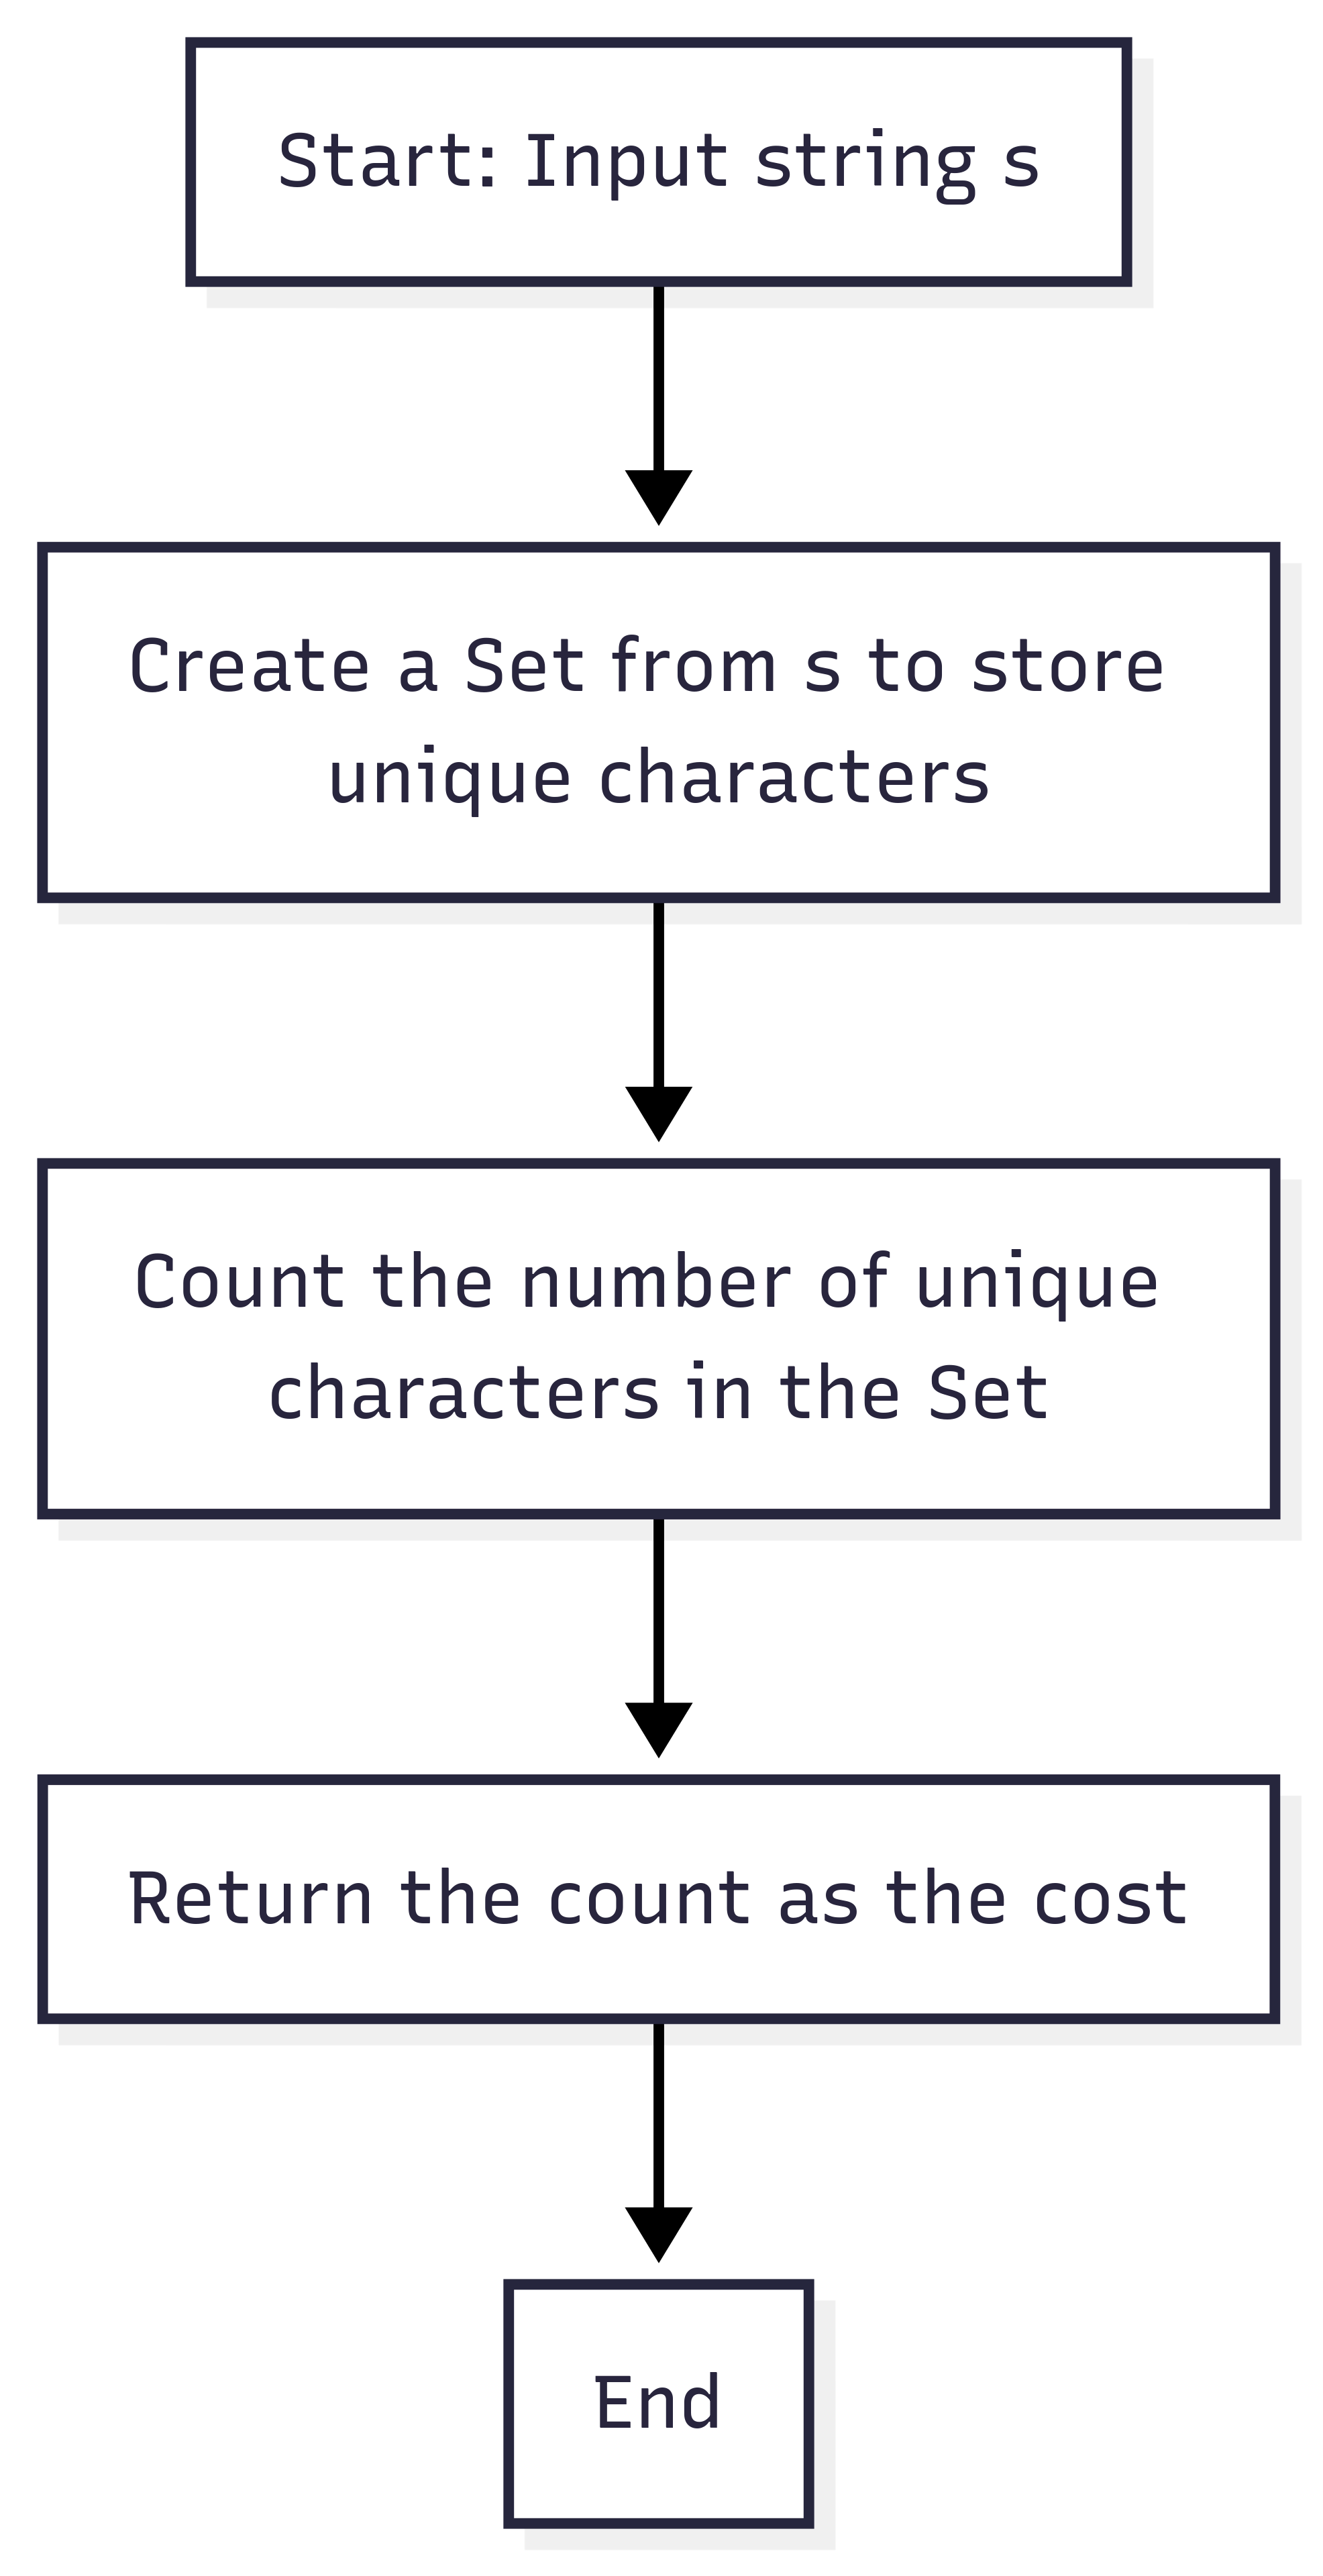 Start: Input string s
Create a Set from s to store
unique characters
Count the number of unique
characters in the Set
Return the count as the cost
End